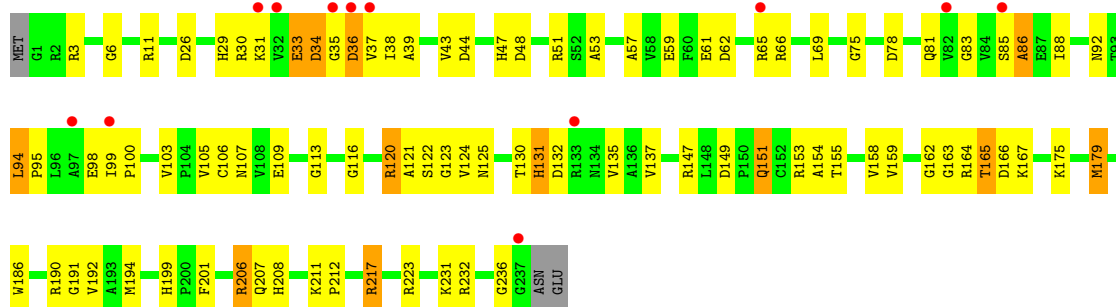 MET G1 R2 R3 G6 R11 D26 H29 R30 K31 V32 E33 D34 G35 D36 V37 I38 A39 V43 D44 H47 D48 R51 S52 A53 A57 V58 E59 F60 E61 D62 R65 R66 L69 G75 D78 Q81 V82 G83 V84 S85 A86 E87 I88 N92 T93
L94 P95 L96 A97 E98 I99 P100 V103 P104 V105 C106 N107 V108 E109 G113 G116 R120 A121 S122 G123 V124 N125 T130 H131 D132 R133 N134 V135 A136 V137 R147 L148 D149 P150 Q151 C152 R153 A154 T155 V158 V159 G162 G163 R164 T165 D166 K167 K175 M179
W186 R190 G191 V192 A193 M194 H199 P200 F201 R206 Q207 H208 K211 P212 R217 R223 K231 R232 G236 G237 ASN GLU